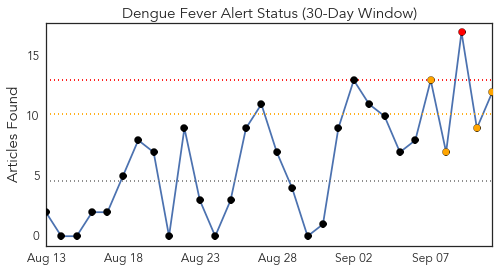 Dengue Fever Alert Status (30-Day Window)
Articles Found
15
10
5
0
Aug 13 Aug 18 Aug 23 Aug 28 Sep 02 Sep 07